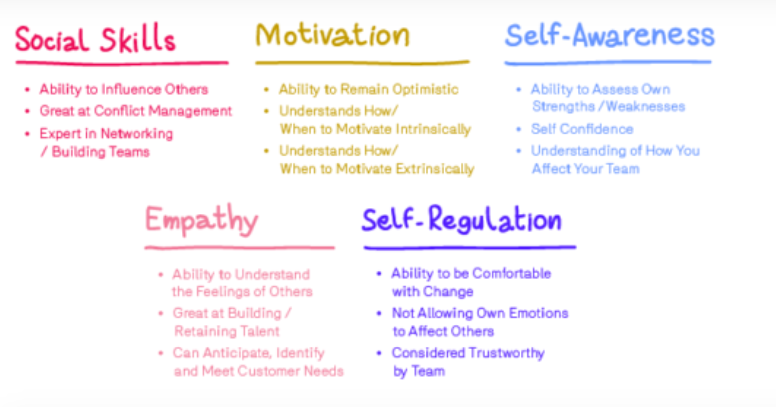 Social Skills
• Ability to Influence Others
• Great at Conflict Management
• Expert in Networking
/ Building Teams
Motivation
• Ability to Remain Optimistic
• Understands How/
When to Motivate Intrinsically
• Understands How/
When to Motivate Extrinsically
Self-Awareness
• Ability to Assess Own
Strengths / Weaknesses
• Self Confidence
• Understanding of How You
Affect Your Team
Empathy
• Ability to Understand
the Feelings of Others
• Great at Building /
Retaining Talent
• Can Anticipate, Identify
and Meet Customer Needs
Self-Regulation
• Ability to be Comfortable
with Change
• Not Allowing Own Emotions
to Affect Others
• Considered Trustworthy
by Team